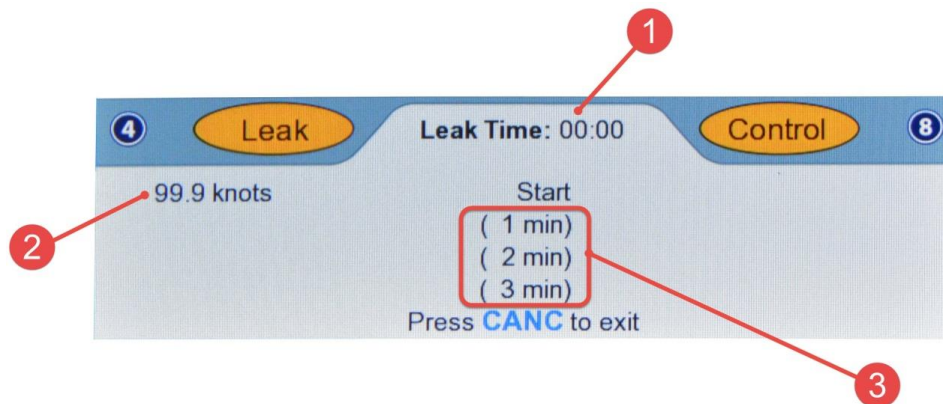 1
4 Leak Leak Time: 00:00 Control 8
99.9 knots Start
( 1 min)
2
( 2 min)
( 3 min)
Press CANC to exit
3